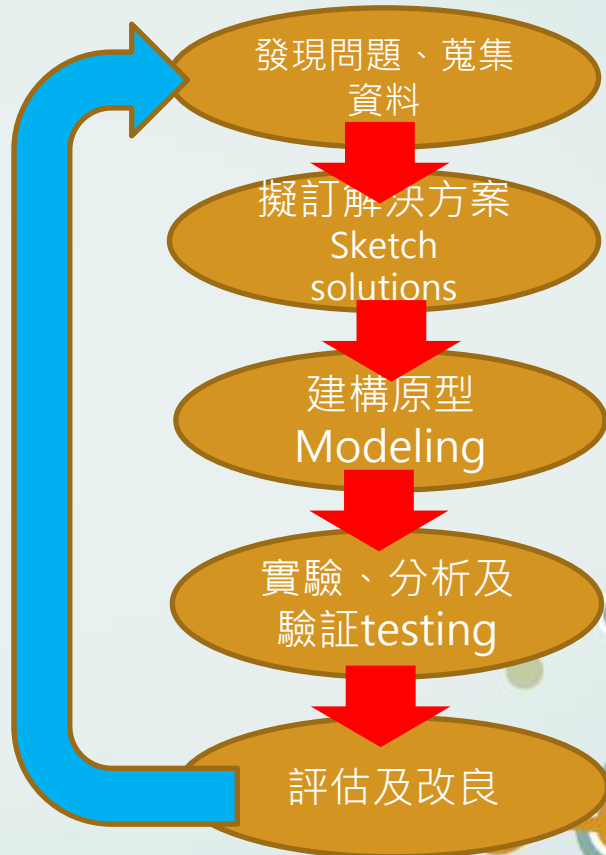 發現問題、蒐集
資料
擬訂解決方案
Sketch
solutions
建構原型
Modeling
實驗、分析及
驗証testing
評估及改良